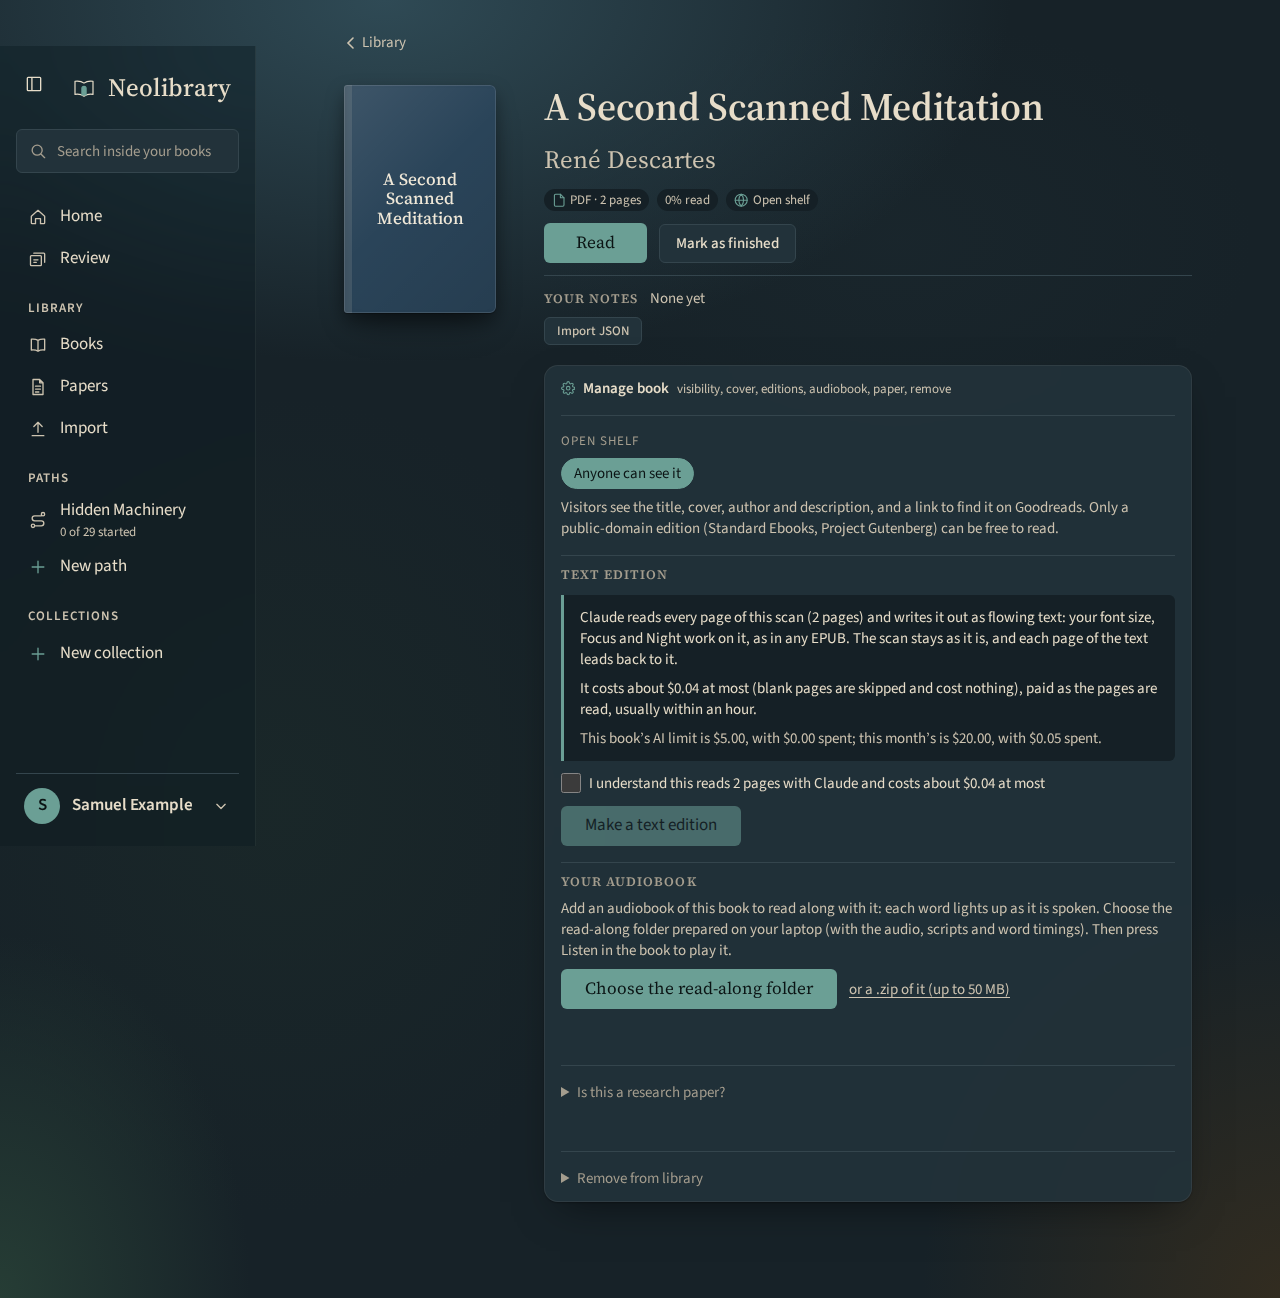 Library
Neolibrary
Search inside your books
Home
Review
LIBRARY
Books
Papers
Import
PATHS
Hidden Machinery
0 of 29 started
New path
COLLECTIONS
New collection
S
Samuel Example
A Second
Scanned
Meditation
A Second Scanned Meditation
René Descartes
PDF · 2 pages
0% read
Open shelf
Read
Mark as finished
YOUR NOTES None yet
Import JSON
Manage book visibility, cover, editions, audiobook, paper, remove
OPEN SHELF
Anyone can see it
Visitors see the title, cover, author and description, and a link to find it on Goodreads. Only a
public-domain edition (Standard Ebooks, Project Gutenberg) can be free to read.
TEXT EDITION
Claude reads every page of this scan (2 pages) and writes it out as flowing text: your font size,
Focus and Night work on it, as in any EPUB. The scan stays as it is, and each page of the text
leads back to it.
It costs about $0.04 at most (blank pages are skipped and cost nothing), paid as the pages are
read, usually within an hour.
This book’s AI limit is $5.00, with $0.00 spent; this month’s is $20.00, with $0.05 spent.
I understand this reads 2 pages with Claude and costs about $0.04 at most
Make a text edition
YOUR AUDIOBOOK
Add an audiobook of this book to read along with it: each word lights up as it is spoken. Choose the
read-along folder prepared on your laptop (with the audio, scripts and word timings). Then press
Listen in the book to play it.
Choose the read-along folder
or a .zip of it (up to 50 MB)
Is this a research paper?
Remove from library